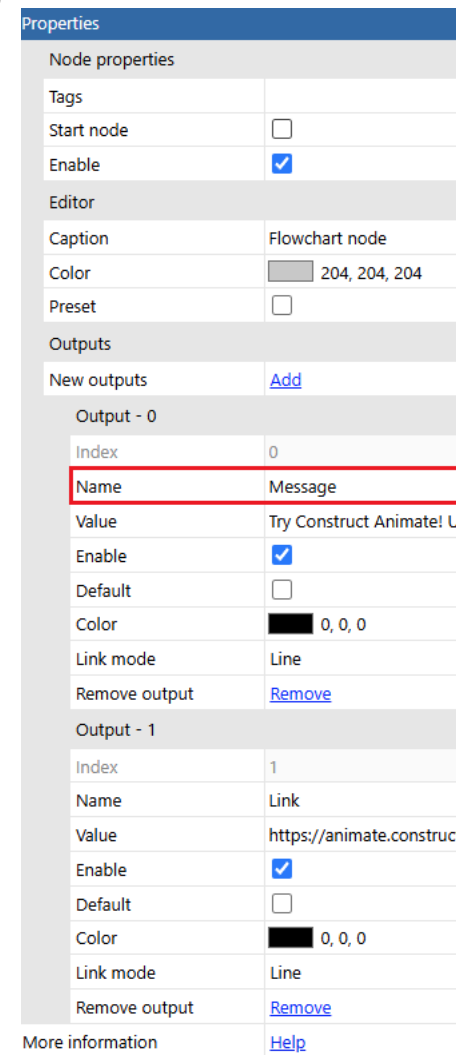 Properties
Node properties
Tags
Start node
Enable
Editor
Caption Flowchart node
Color 204, 204, 204
Preset
Outputs
New outputs Add
Output - 0
Index 0
Name Message
Value Try Construct Animate!
Enable
Default
Color 0, 0, 0
Link mode Line
Remove output Remove
Output - 1
Index 1
Name Link
Value https://animate.construc
Enable
Default
Color 0, 0, 0
Link mode Line
Remove output Remove
More information Help